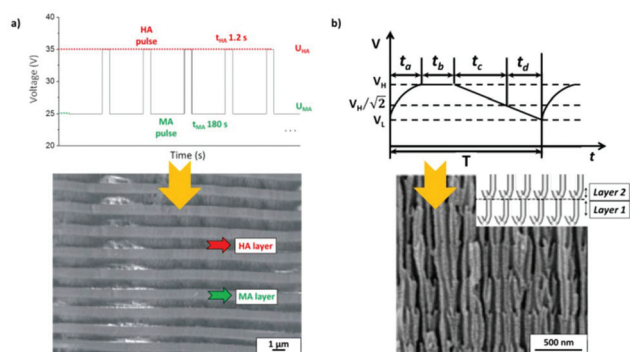 a)
HA
pulse
t_HA 1.2 s
U_HA
Voltage (V)
40
35
30
25
20
MA
pulse
t_MA 180 s
U_MA
...
Time (s)
HA layer
MA layer
1 µm
b)
V
t_a
t_b
t_c
t_d
V_H
V_H/√2
V_L
T
t
Layer 2
Layer 1
500 nm